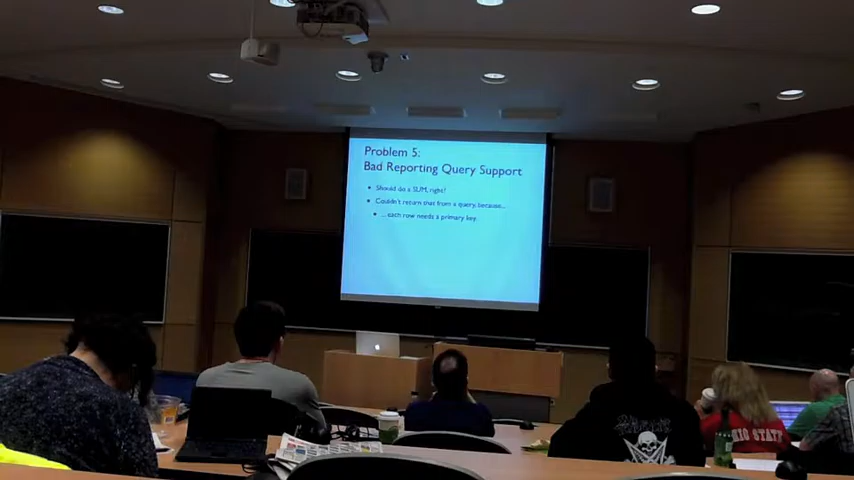 Problem 5:
Bad Reporting Query Support
• Should do a SUM, right?
• Couldn't return that from a query, because...
• ... each row needs a primary key.
OHIO STATE